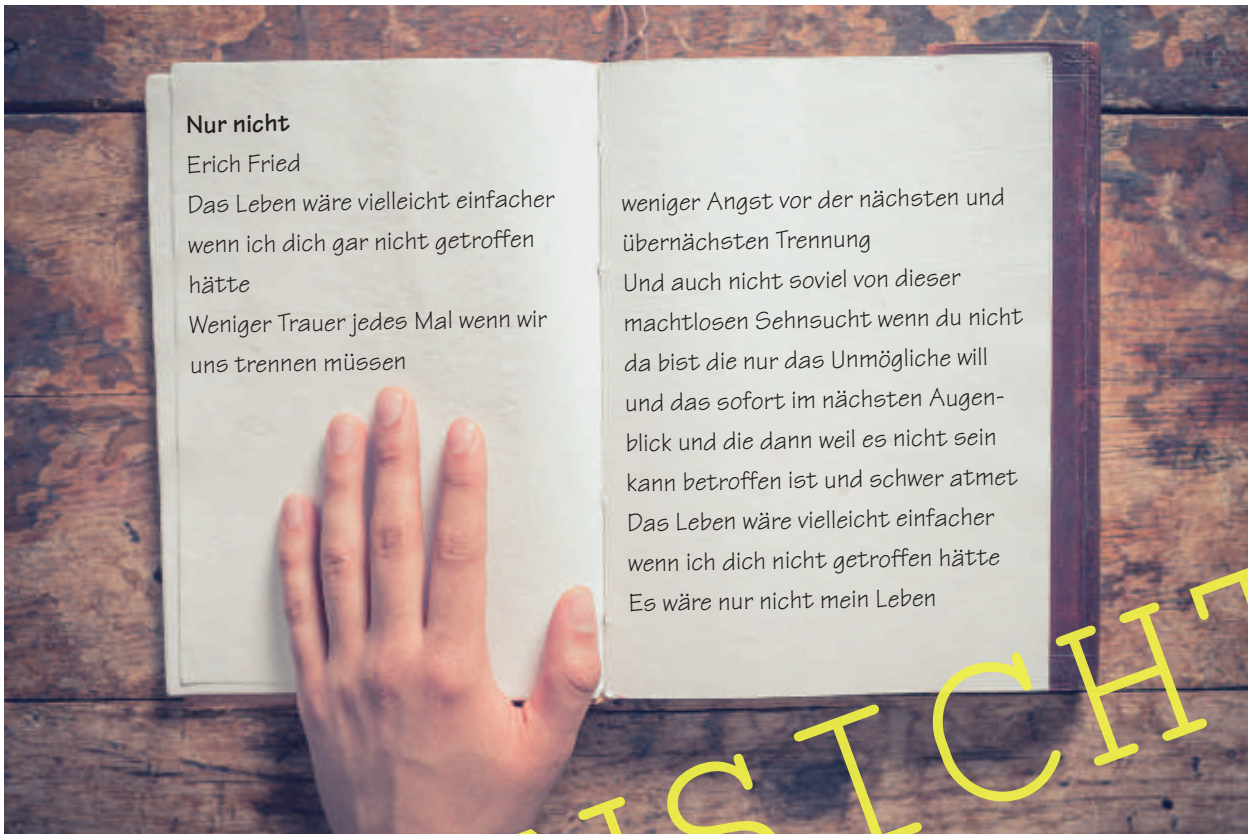 Nur nicht
Erich Fried
Das Leben wäre vielleicht einfacher
wenn ich dich gar nicht getroffen
hätte
Weniger Trauer jedes Mal wenn wir
uns trennen müssen
weniger Angst vor der nächsten und
übernächsten Trennung
Und auch nicht soviel von dieser
machtlosen Sehnsucht wenn du nicht
da bist die nur das Unmögliche will
und das sofort im nächsten Augen-
blick und die dann weil es nicht sein
kann betroffen ist und schwer atmet
Das Leben wäre vielleicht einfacher
wenn ich dich nicht getroffen hätte
Es wäre nur nicht mein Leben
NSICHT